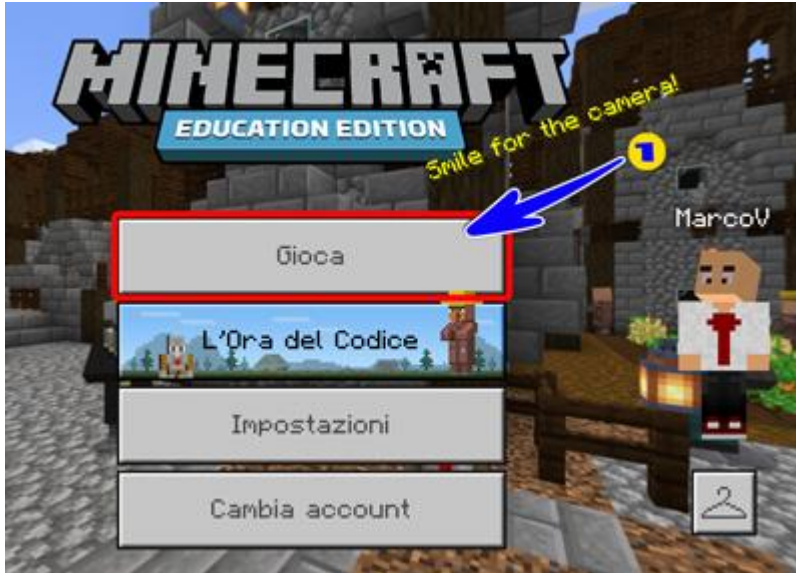 MINECRAFT
EDUCATION EDITION
Smile for the camera!
1
MarcoV
Gioca
L'Ora del Codice
Impostazioni
Cambia account